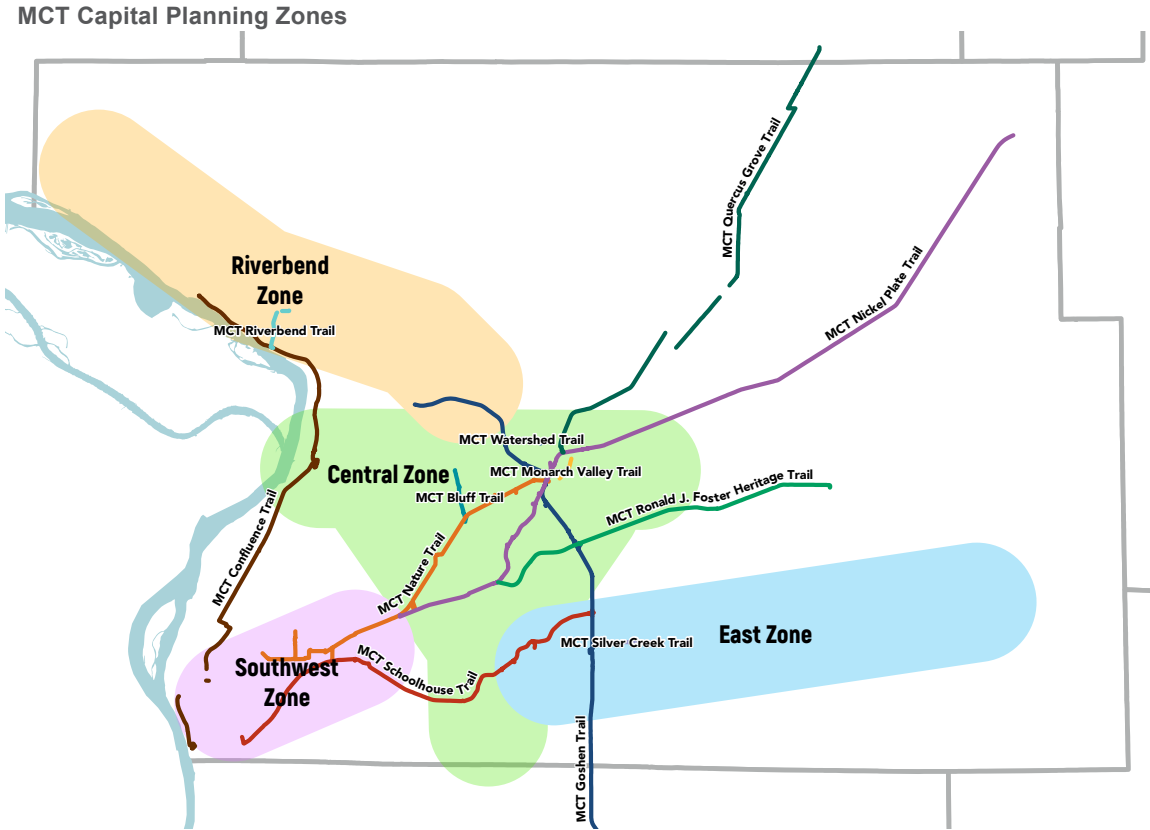 MCT Capital Planning Zones
MCT Quercus Grove Trail
MCT Nickel Plate Trail
Riverbend
Zone
MCT Riverbend Trail
MCT Watershed Trail
MCT Monarch Valley Trail
Central Zone
MCT Bluff Trail
MCT Ronald J. Foster Heritage Trail
MCT Confluence Trail
MCT Nature Trail
East Zone
MCT Silver Creek Trail
Southwest
Zone
MCT Schoolhouse Trail
MCT Goshen Trail